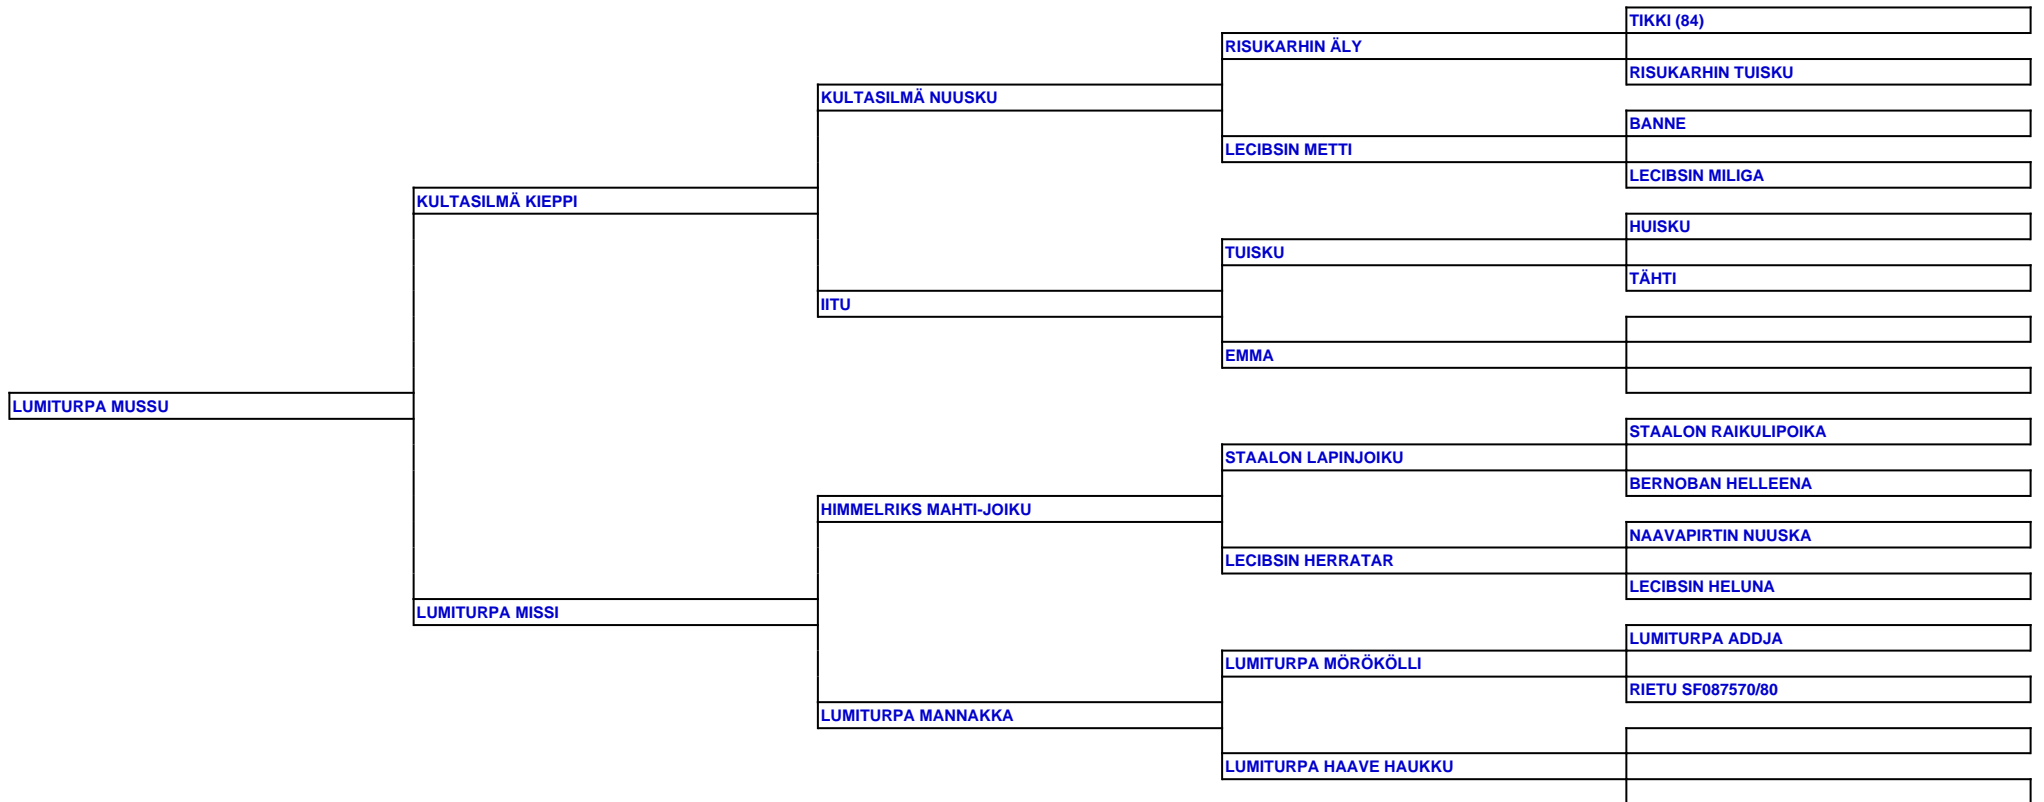 TIKKI (84)
RISUKARHIN ÄLY
RISUKARHIN TUISKU
KULTASILMÄ NUUSKU
BANNE
LECIBSIN METTI
LECIBSIN MILIGA
KULTASILMÄ KIEPPI
HUISKU
TUISKU
TÄHTI
IITU
EMMA
LUMITURPA MUSSU
STAALON RAIKULIPOIKA
STAALON LAPINJOIKU
BERNOBAN HELLEENA
HIMMELRIKS MAHTI-JOIKU
NAAVAPIRTIN NUUSKA
LECIBSIN HERRATAR
LECIBSIN HELUNA
LUMITURPA MISSI
LUMITURPA ADDJA
LUMITURPA MÖRÖKÖLLI
RIETU SF087570/80
LUMITURPA MANNAKKA
LUMITURPA HAAVE HAUKKU